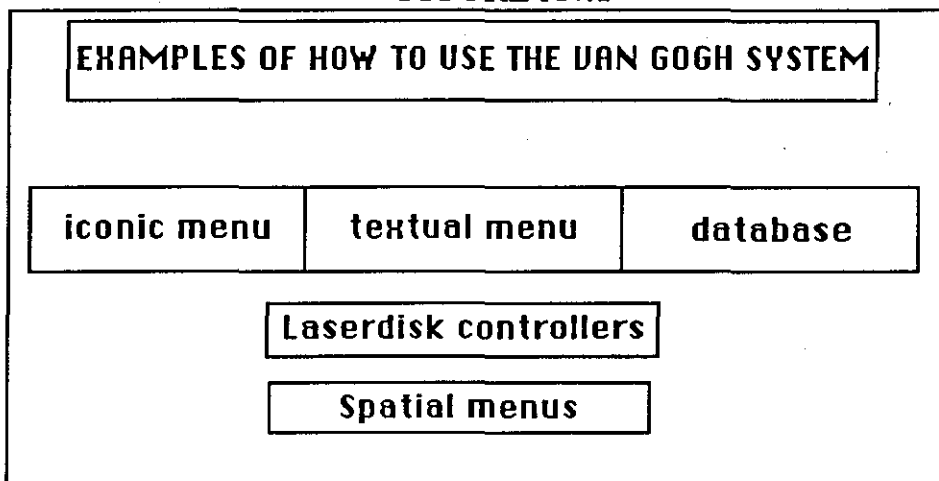 EXAMPLES OF HOW TO USE THE VAN GOGH SYSTEM
iconic menu textual menu database
Laserdisk controllers
Spatial menus